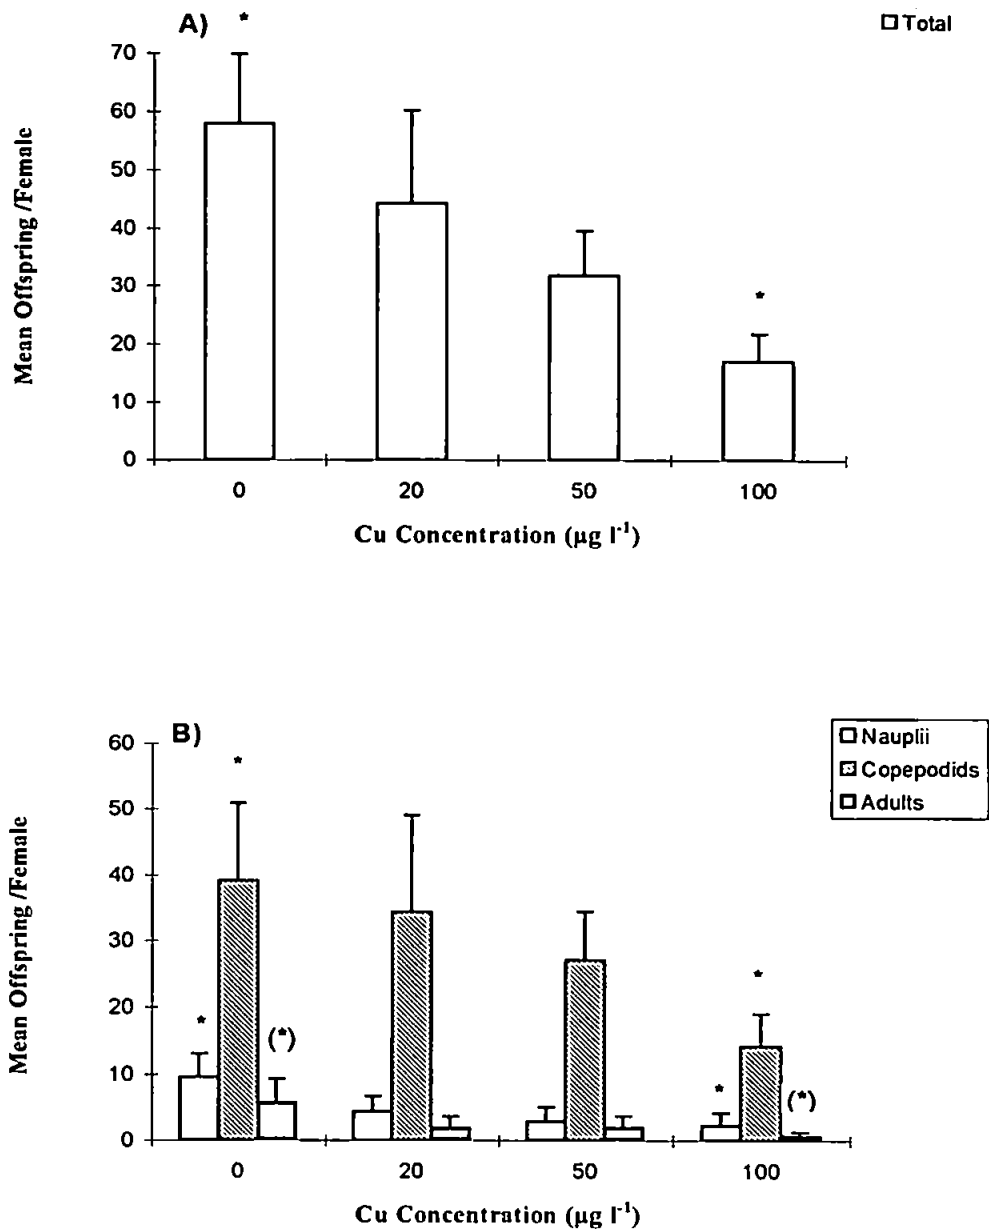 A)
*
Total
70
60
50
40
30
20
10
0
*
Mean Offspring /Female
0 20 50 100
Cu Concentration (µg l⁻¹)
B)
Nauplii
Copepodids
Adults
60
50
40
30
20
10
0
*
*
(*)
*
*
(*)
Mean Offspring /Female
0 20 50 100
Cu Concentration (µg l⁻¹)